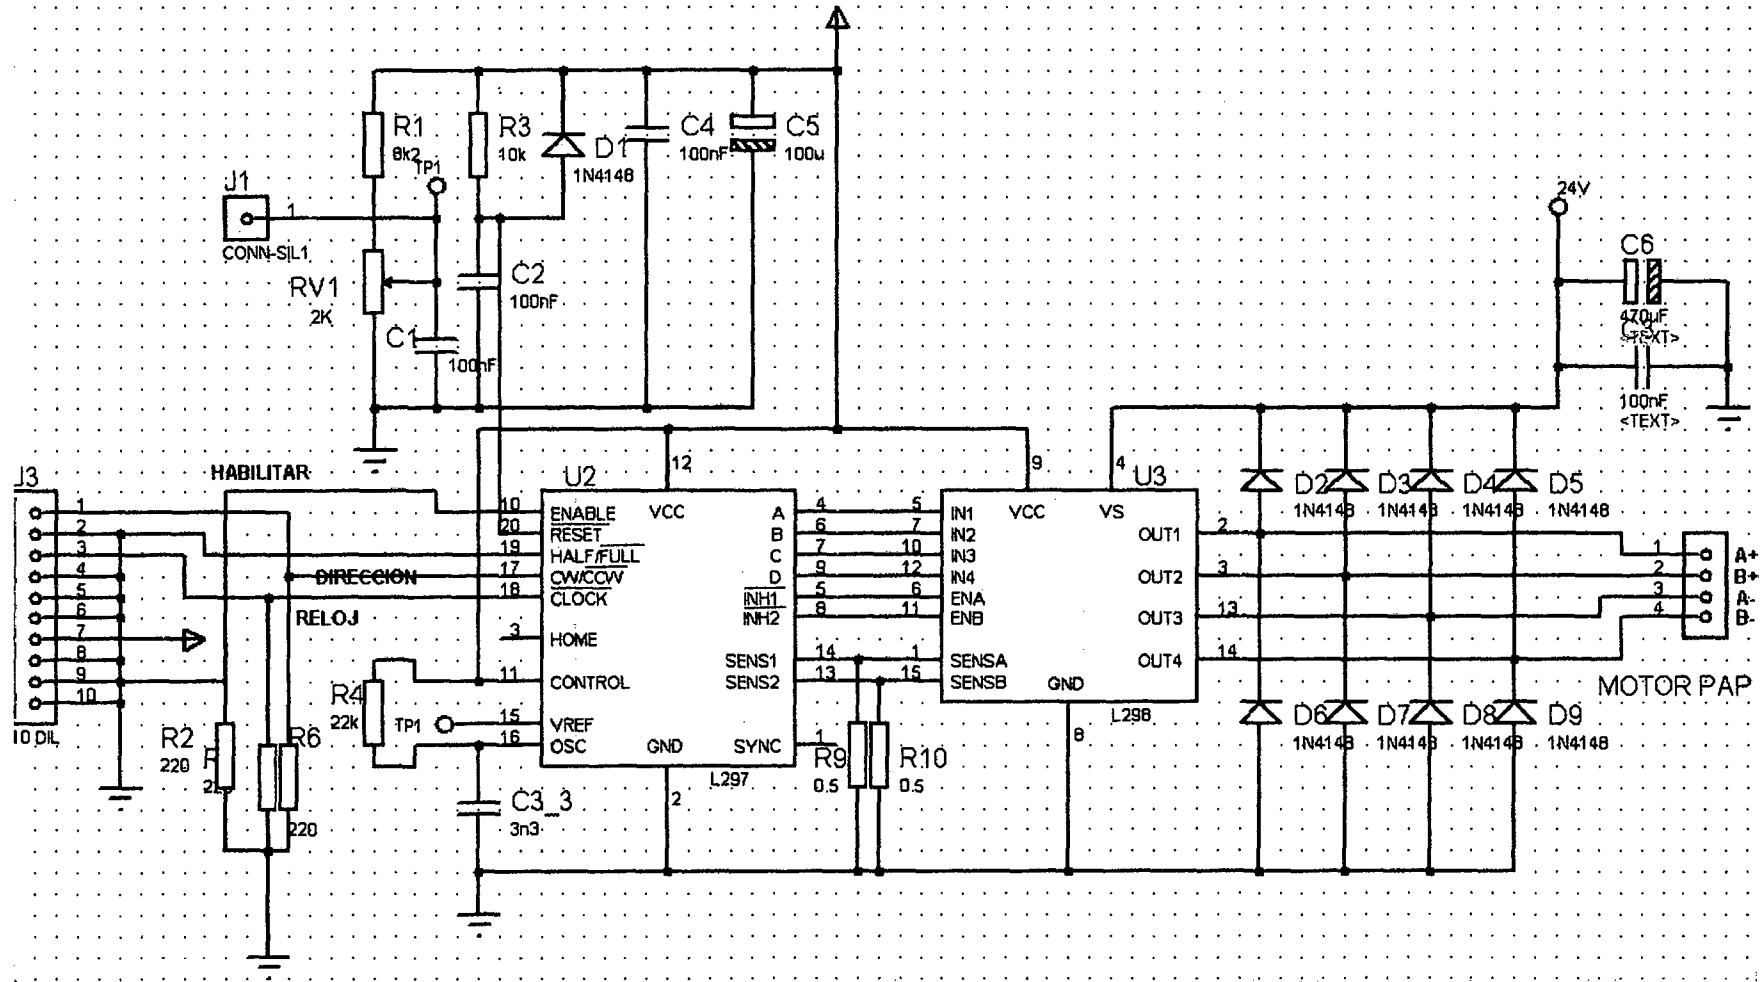 R1
8k2
TP1
R3
10k
D1
1N4148
C4
100nF
C5
100u
J1
1
CONN-SIL1
RV1
2K
C2
100nF
C1
100nF
24V
C6
470µF
<TEXT>
100nF
<TEXT>
J3
HABILITAR
1
2
3
4
5
6
7
8
9
10
10 DIL
DIRECCION
RELOJ
R2
220
R6
220
R4
22k
TP1
C3_3
3n3
U2
12
10 ENABLE
20 RESET
19 HALF/FULL
17 CW/CCW
18 CLOCK
3 HOME
11 CONTROL
15 VREF
16 OSC
VCC
GND
2
A 4
B 6
C 7
D 9
INH1 5
INH2 8
SENS1 14
SENS2 13
SYNC 1
L297
R9
0.5
R10
0.5
U3
9
4
5 IN1
7 IN2
10 IN3
12 IN4
6 ENA
11 ENB
1 SENSA
15 SENSB
VCC
VS
GND
8
OUT1 2
OUT2 3
OUT3 13
OUT4 14
L298
D2
1N4148
D3
1N4148
D4
1N4148
D5
1N4148
D6
1N4148
D7
1N4148
D8
1N4148
D9
1N4148
1 A+
2 B+
3 A-
4 B-
MOTOR PAP